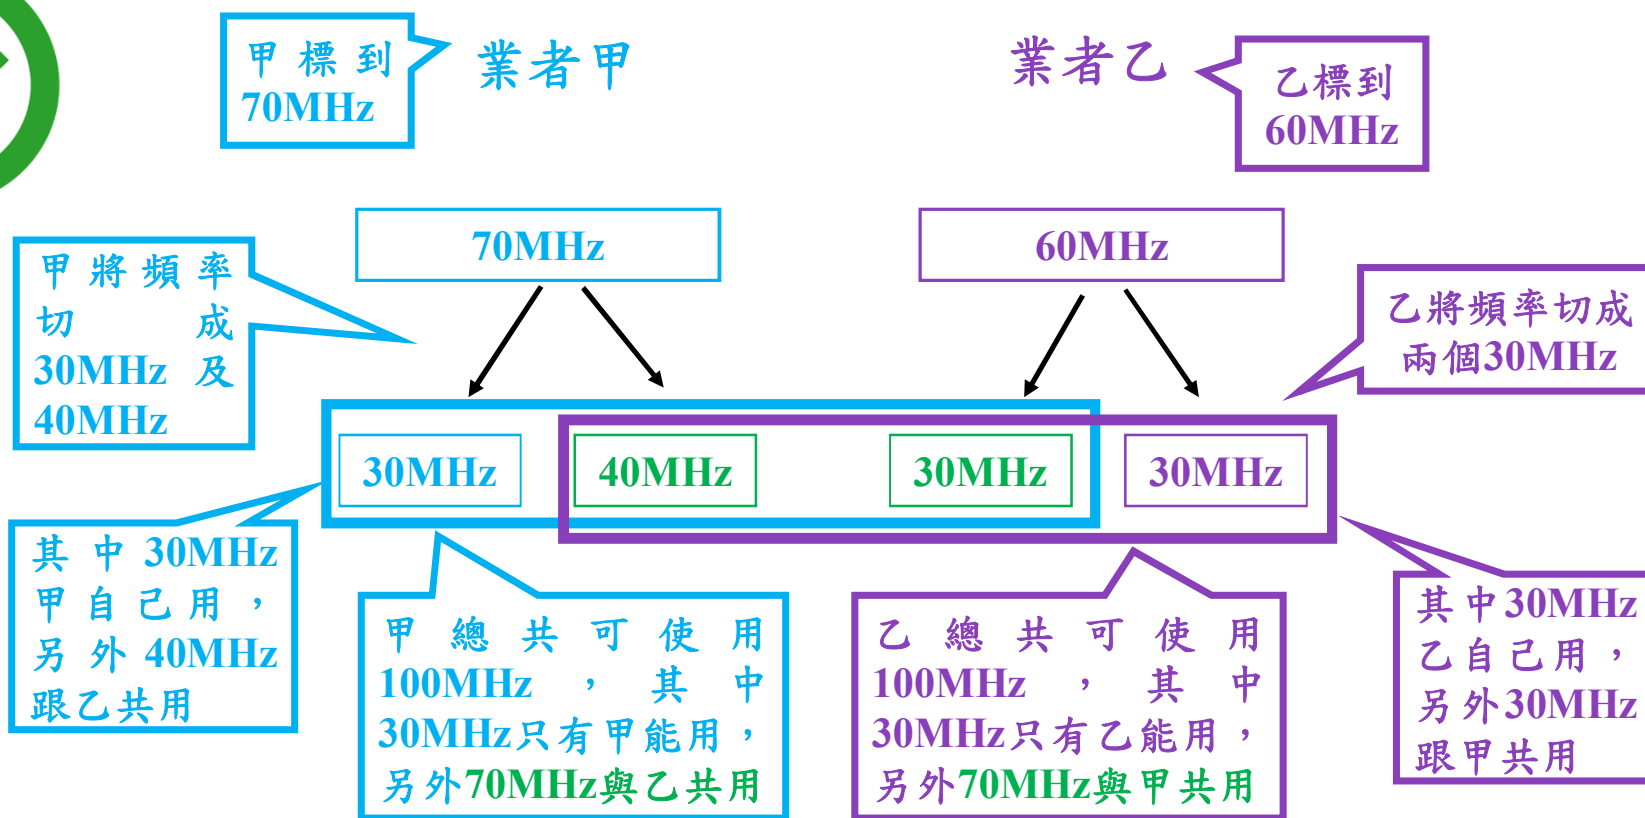 甲標到
70MHz
業者甲
業者乙
乙標到
60MHz
70MHz
60MHz
甲將頻率
切成
30MHz及
40MHz
乙將頻率切成
兩個30MHz
30MHz
40MHz
30MHz
30MHz
其中30MHz
甲自己用，
另外40MHz
跟乙共用
甲總共可使用
100MHz，其中
30MHz只有甲能用，
另外70MHz與乙共用
乙總共可使用
100MHz，其中
30MHz只有乙能用，
另外70MHz與甲共用
其中30MHz
乙自己用，
另外30MHz
跟甲共用